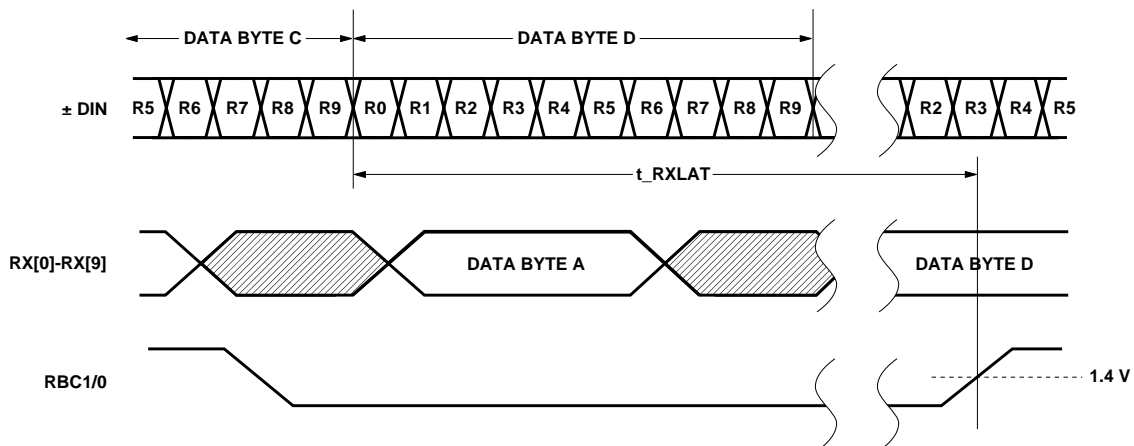 DATA BYTE C DATA BYTE D
± DIN R5 R6 R7 R8 R9 R0 R1 R2 R3 R4 R5 R6 R7 R8 R9 R2 R3 R4 R5
t_RXLAT
RX[0]-RX[9] DATA BYTE A DATA BYTE D
RBC1/0 1.4 V